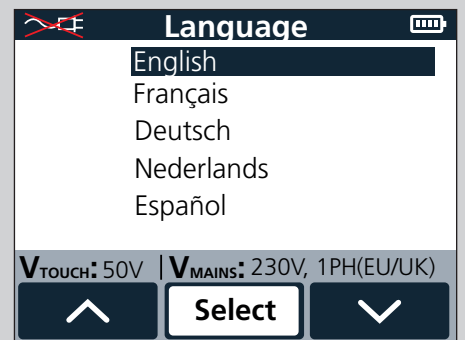 Language
English
Français
Deutsch
Nederlands
Español
VTOUCH: 50V | VMAINS: 230V, 1PH(EU/UK)
Select